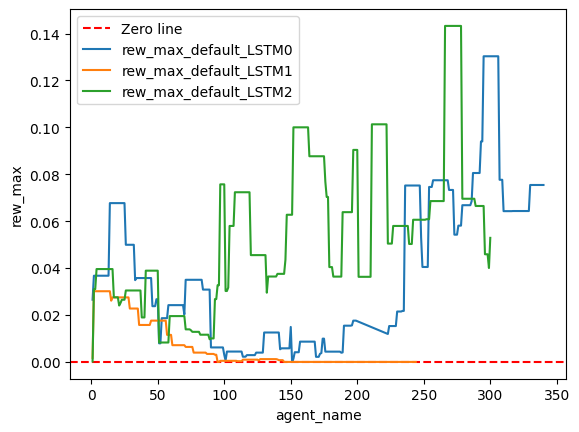 Zero line
rew_max_default_LSTM0
rew_max_default_LSTM1
rew_max_default_LSTM2
rew_max
0.14
0.12
0.10
0.08
0.06
0.04
0.02
0.00
0 50 100 150 200 250 300 350
agent_name